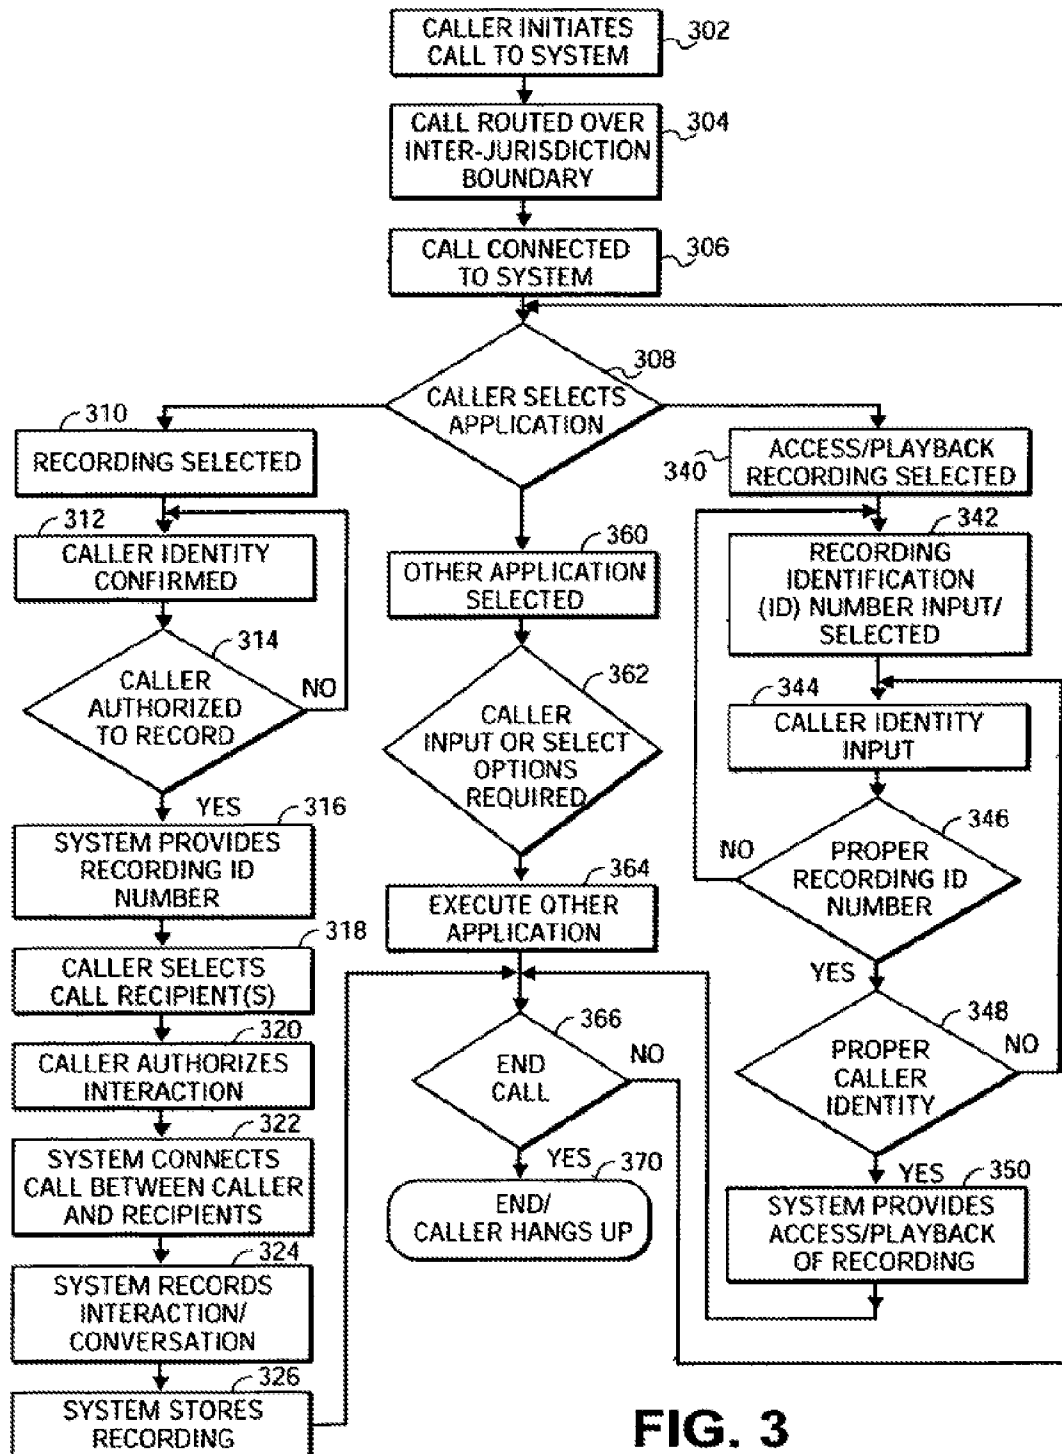 CALLER INITIATES
CALL TO SYSTEM
302
CALL ROUTED OVER
INTER-JURISDICTION
BOUNDARY
304
CALL CONNECTED
TO SYSTEM
306
308
CALLER SELECTS
APPLICATION
310
RECORDING SELECTED
312
CALLER IDENTITY
CONFIRMED
314
CALLER
AUTHORIZED
TO RECORD
NO
YES
316
SYSTEM PROVIDES
RECORDING ID
NUMBER
318
CALLER SELECTS
CALL RECIPIENT(S)
320
CALLER AUTHORIZES
INTERACTION
322
SYSTEM CONNECTS
CALL BETWEEN CALLER
AND RECIPIENTS
324
SYSTEM RECORDS
INTERACTION/
CONVERSATION
326
SYSTEM STORES
RECORDING
360
OTHER APPLICATION
SELECTED
362
CALLER
INPUT OR SELECT
OPTIONS
REQUIRED
364
EXECUTE OTHER
APPLICATION
366
END
CALL
NO
YES
370
END/
CALLER HANGS UP
340
ACCESS/PLAYBACK
RECORDING SELECTED
342
RECORDING
IDENTIFICATION
(ID) NUMBER INPUT/
SELECTED
344
CALLER IDENTITY
INPUT
346
NO
PROPER
RECORDING ID
NUMBER
YES
348
PROPER
CALLER
IDENTITY
NO
YES
350
SYSTEM PROVIDES
ACCESS/PLAYBACK
OF RECORDING
FIG. 3